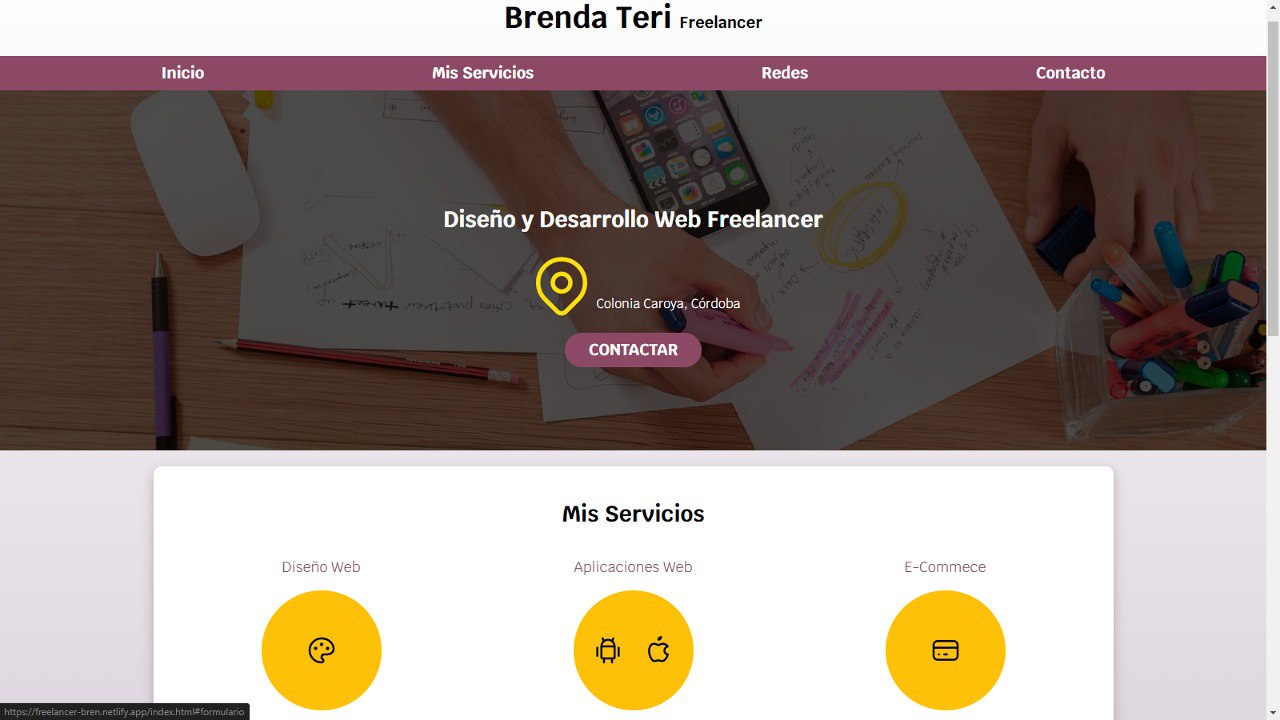 Brenda Teri Freelancer
Inicio Mis Servicios Redes Contacto
Diseño y Desarrollo Web Freelancer
Colonia Caroya, Córdoba
CONTACTAR
Mis Servicios
Diseño Web Aplicaciones Web E-Commece
https://freelancer-bren.netlify.app/index.html#formulario